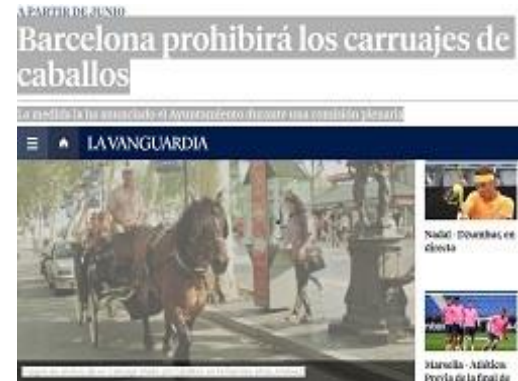 A PARTIR DE JUNIO
Barcelona prohibirá los carruajes de
caballos
La medida la ha anunciado el Ayuntamiento durante una comisión plenaria
LA VANGUARDIA
Nadal - Dzumhur, en
directo
Marsella - Atlético:
Previa de la final de